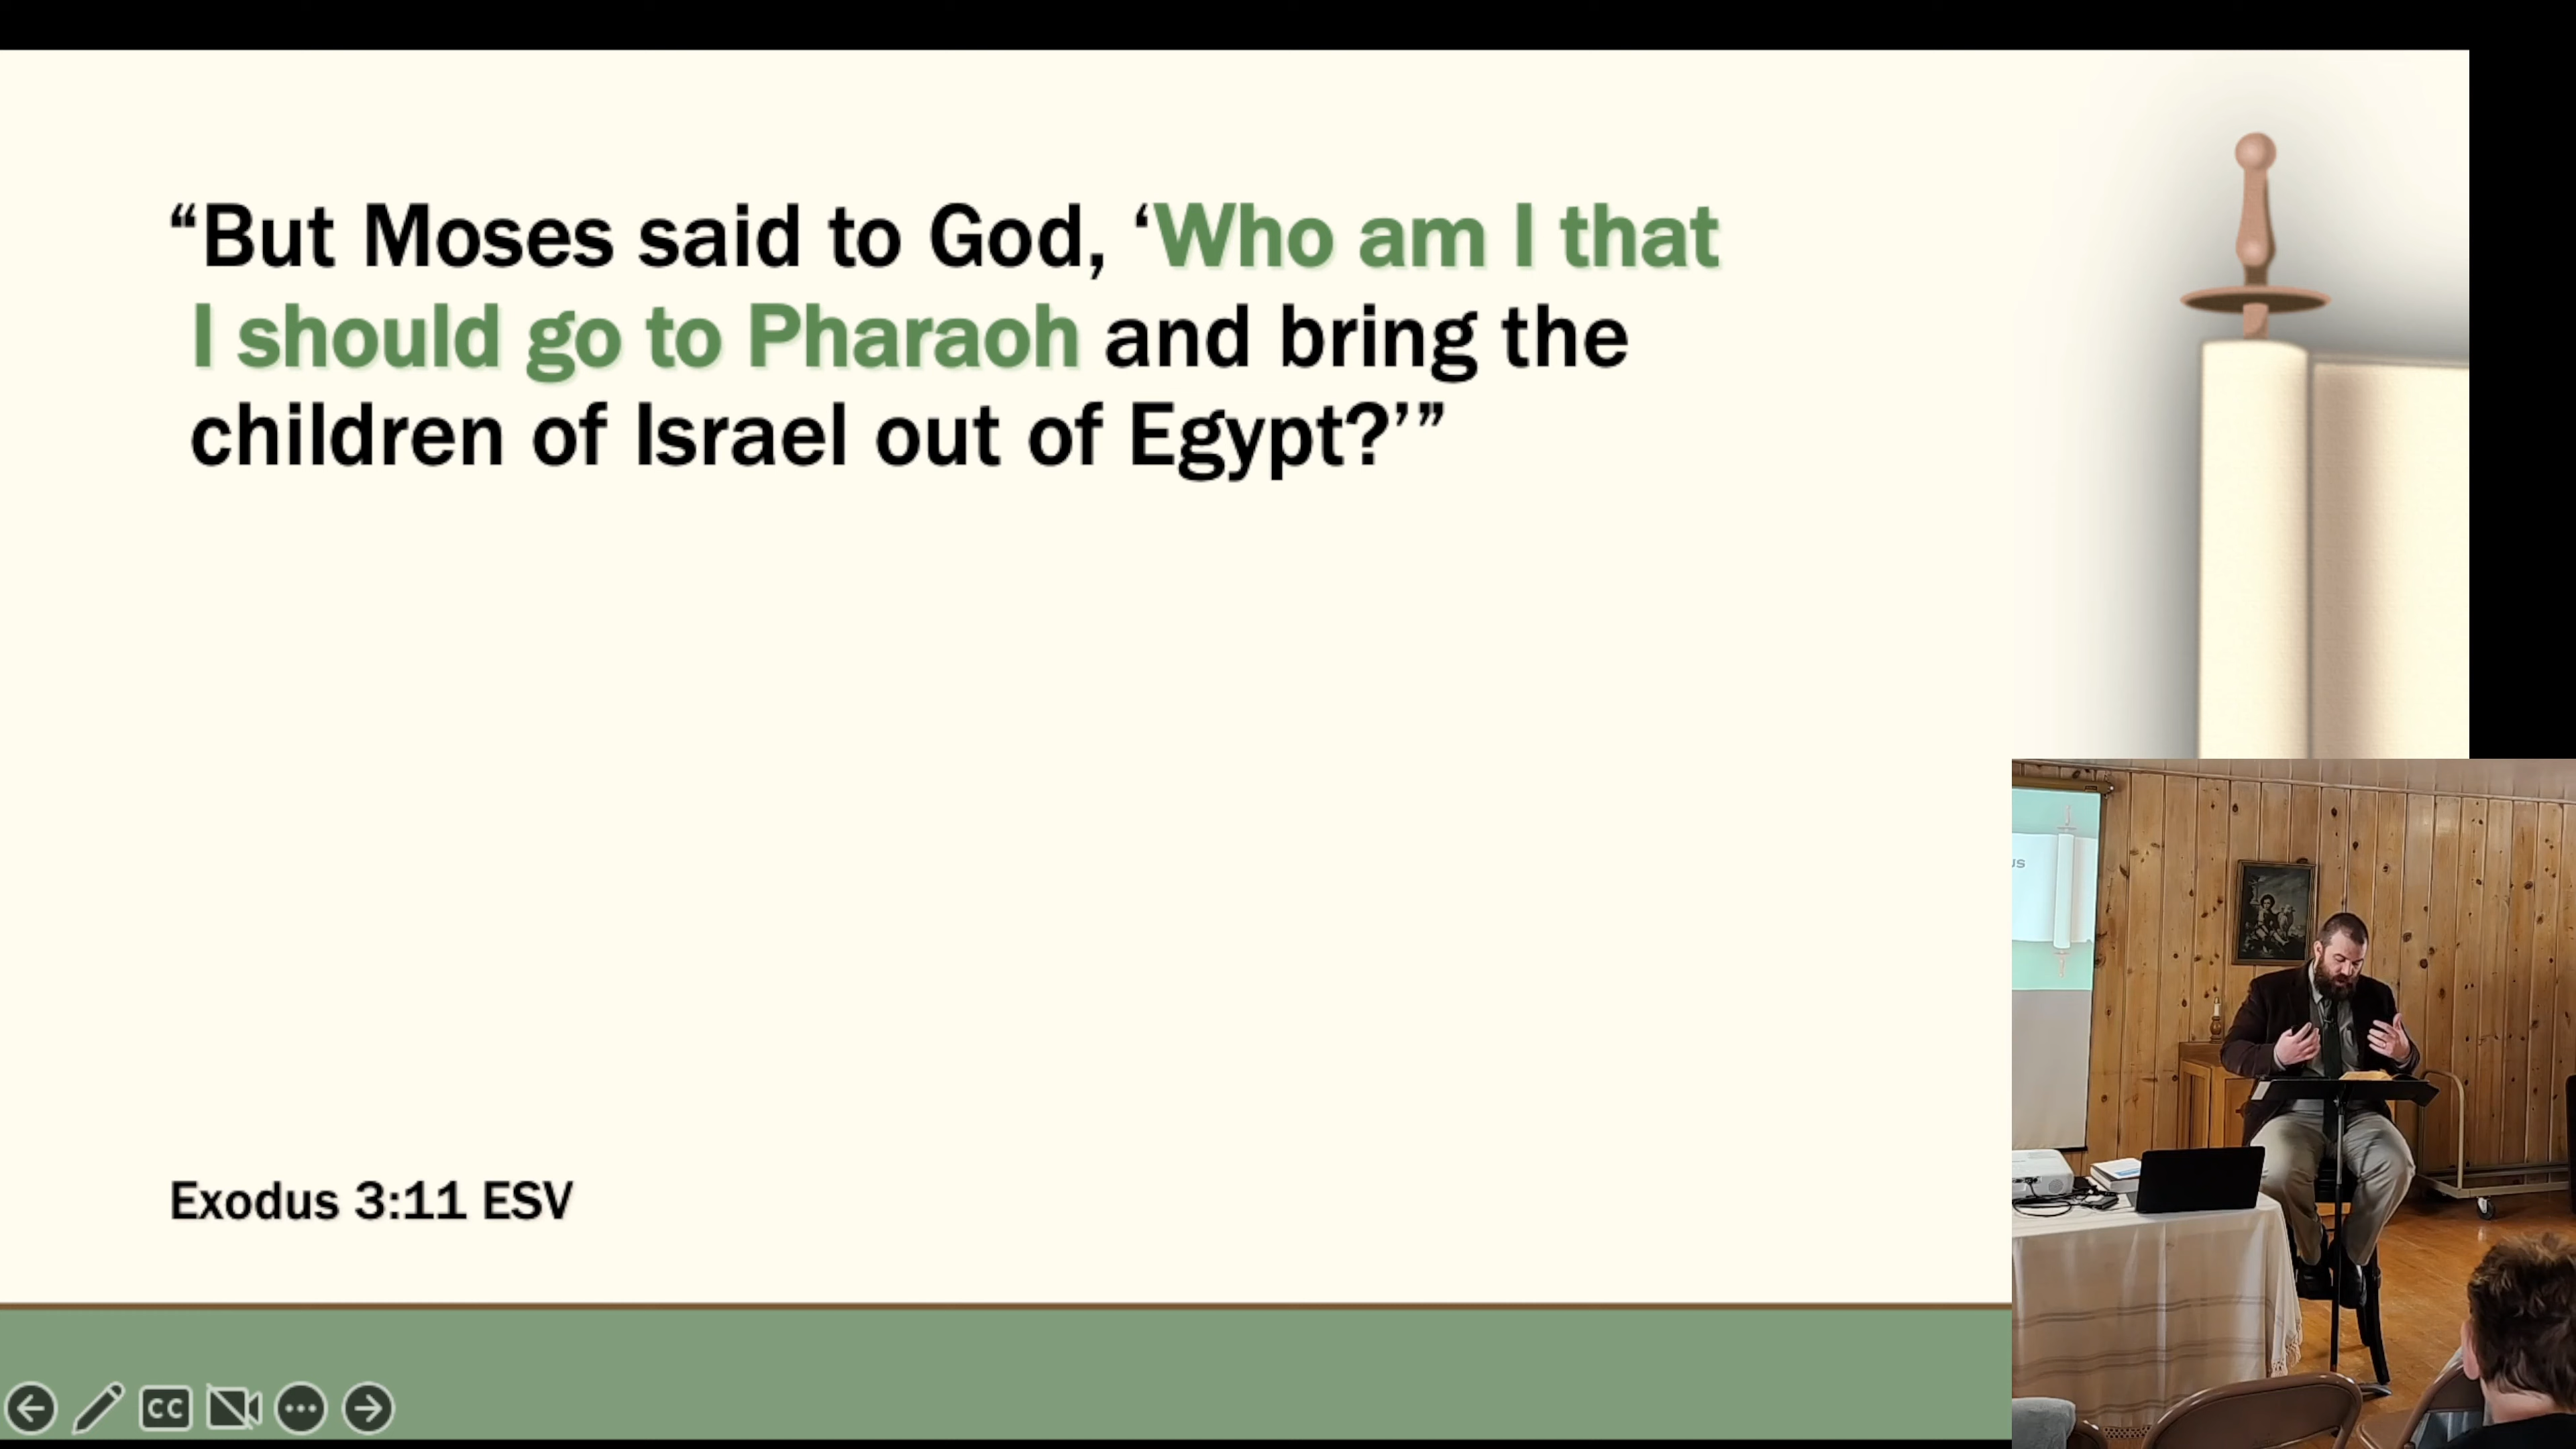 “But Moses said to God, ‘Who am I that
I should go to Pharaoh and bring the
children of Israel out of Egypt?’”
Exodus 3:11 ESV
CC
US